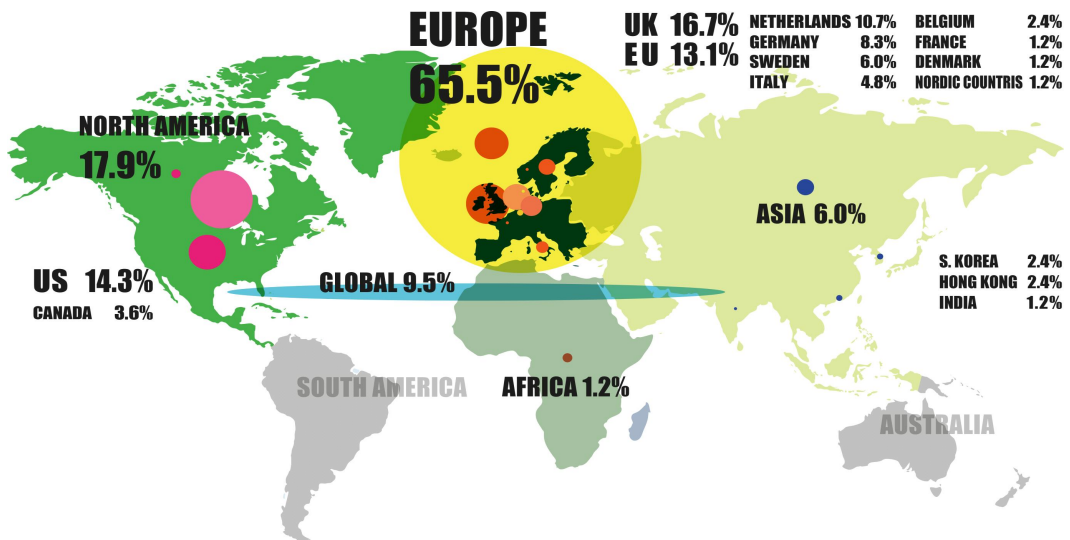 EUROPE
65.5%
UK 16.7%
EU 13.1%
NETHERLANDS 10.7%
GERMANY 8.3%
SWEDEN 6.0%
ITALY 4.8%
BELGIUM 2.4%
FRANCE 1.2%
DENMARK 1.2%
NORDIC COUNTRIS 1.2%
NORTH AMERICA
17.9%
US 14.3%
CANADA 3.6%
GLOBAL 9.5%
ASIA 6.0%
S. KOREA 2.4%
HONG KONG 2.4%
INDIA 1.2%
SOUTH AMERICA
AFRICA 1.2%
AUSTRALIA